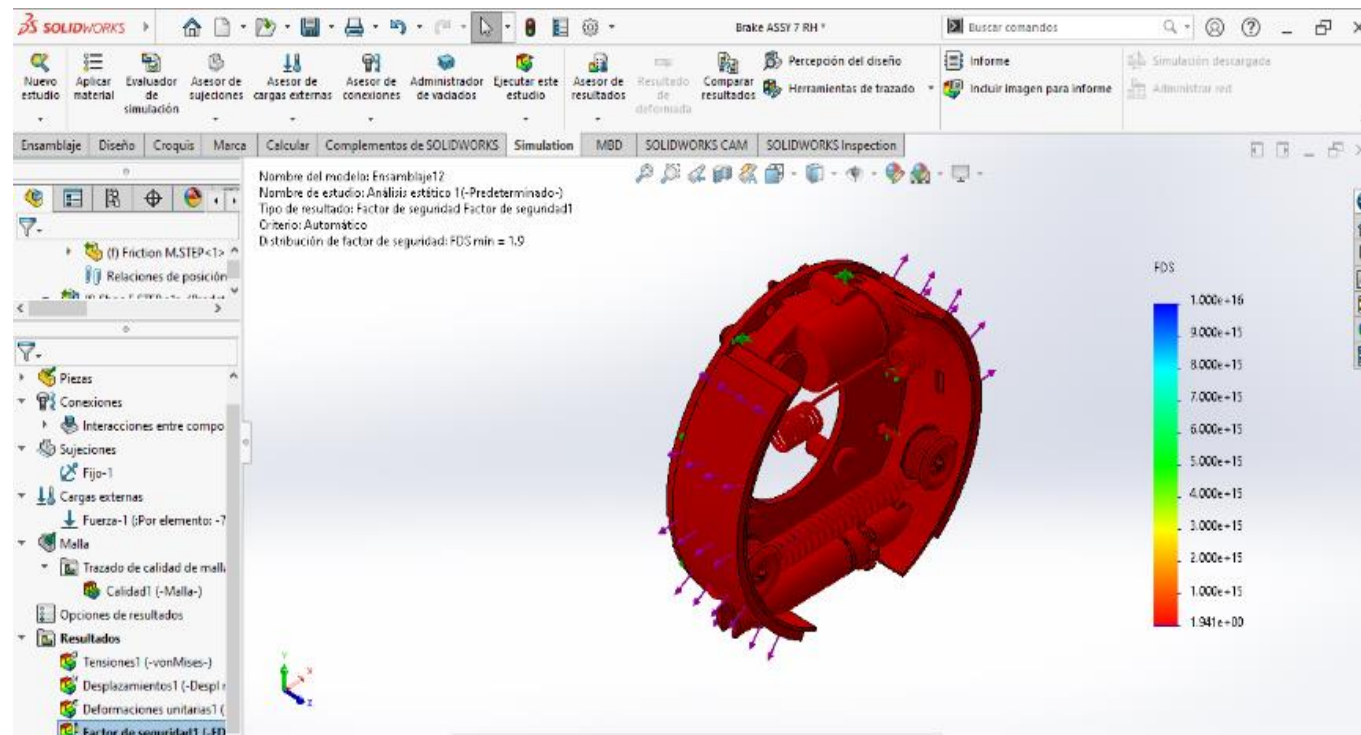 SOLIDWORKS
Brake ASSY 7 RH *
Buscar comandos
Nuevo estudio
Aplicar material
Evaluador de simulación
Asesor de sujeciones
Asesor de cargas externas
Asesor de conexiones
Administrador de vaciados
Ejecutar este estudio
Asesor de resultados
Resultado de deformada
Comparar resultados
Percepción del diseño
Herramientas de trazado
Informe
Incluir imagen para informe
Simulación descargada
Administrar red
Ensamblaje Diseño Croquis Marca Calcular Complementos de SOLIDWORKS Simulation MBD SOLIDWORKS CAM SOLIDWORKS Inspection
Nombre del modelo: Ensamblaje12
Nombre de estudio: Análisis estático 1(-Predeterminado-)
Tipo de resultado: Factor de seguridad Factor de seguridad1
Criterio: Automático
Distribución de factor de seguridad: FDS min = 1.9
(f) Friction M.STEP<1>
Relaciones de posición
Piezas
Conexiones
Interacciones entre compo
Sujeciones
Fijo-1
Cargas externas
Fuerza-1 (:Por elemento: -7
Malla
Trazado de calidad de mall
Calidad1 (-Malla-)
Opciones de resultados
Resultados
Tensiones1 (-vonMises-)
Desplazamientos1 (-Despl r
Deformaciones unitarias1 (
Factor de seguridad1 (-FD
FDS
1.000e+16
9.000e+15
8.000e+15
7.000e+15
6.000e+15
5.000e+15
4.000e+15
3.000e+15
2.000e+15
1.000e+15
1.941e+00
Y
X
Z